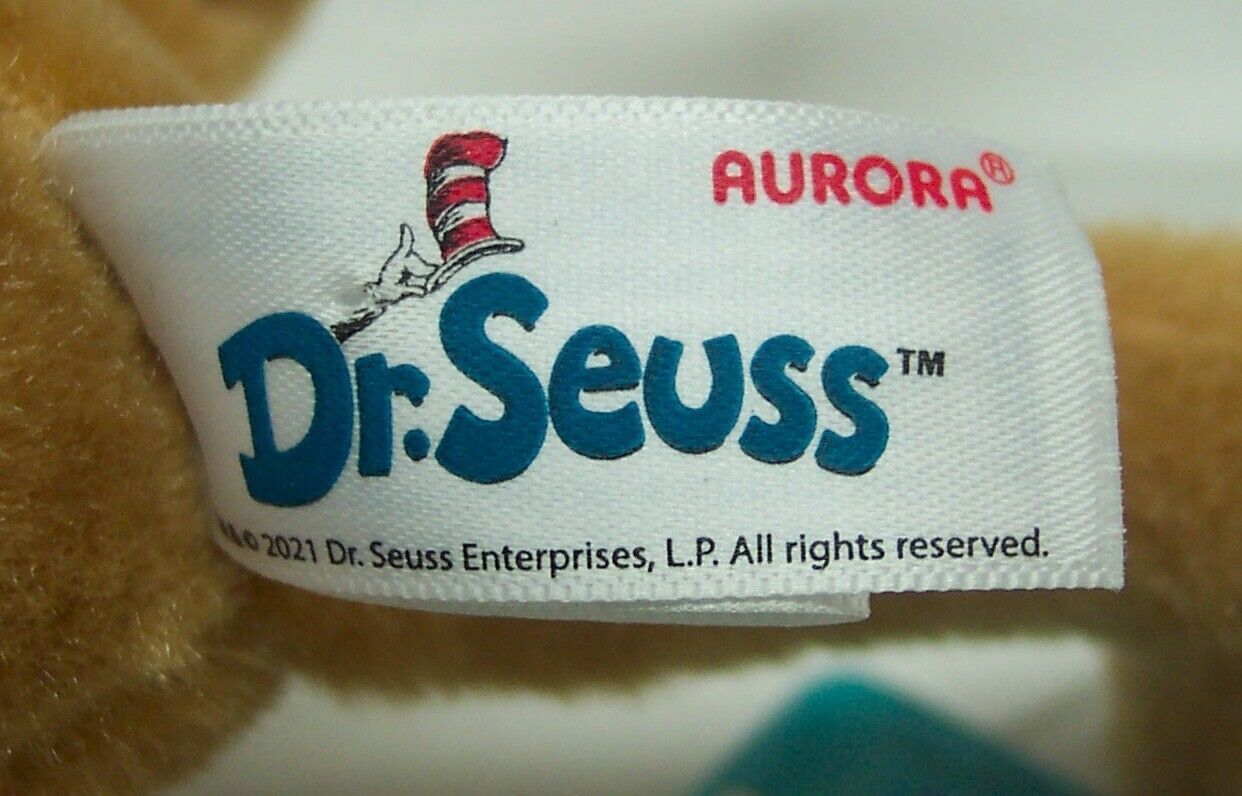 AURORA®
Dr. Seuss™
& © 2021 Dr. Seuss Enterprises, L.P. All rights reserved.